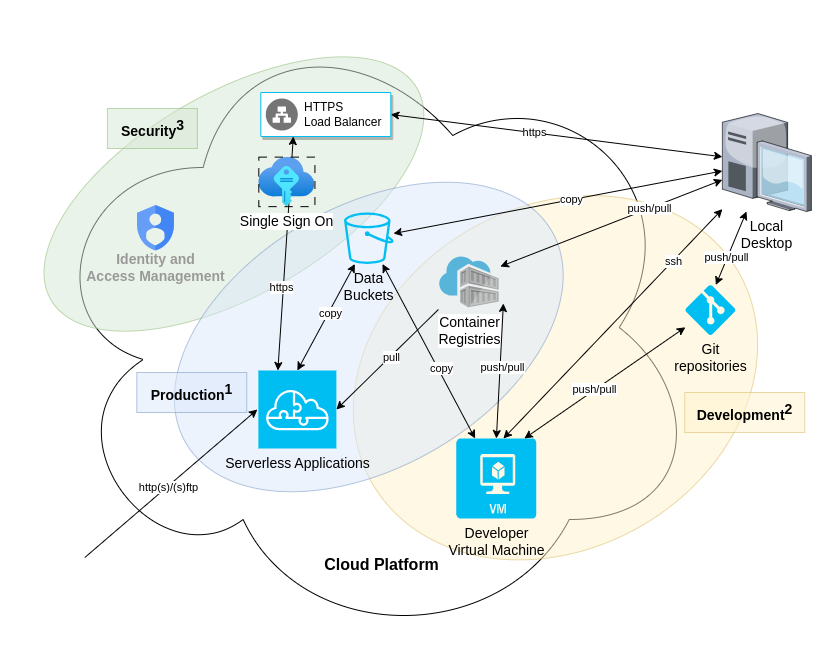 HTTPS
Load Balancer
Security3
https
Single Sign On
Identity and
Access Management
copy
push/pull
Local
Desktop
ssh
push/pull
Data
Buckets
https
copy
Container
Registries
Git
repositories
pull
copy
push/pull
push/pull
Production1
Development2
Serverless Applications
http(s)/(s)ftp
VM
Developer
Virtual Machine
Cloud Platform